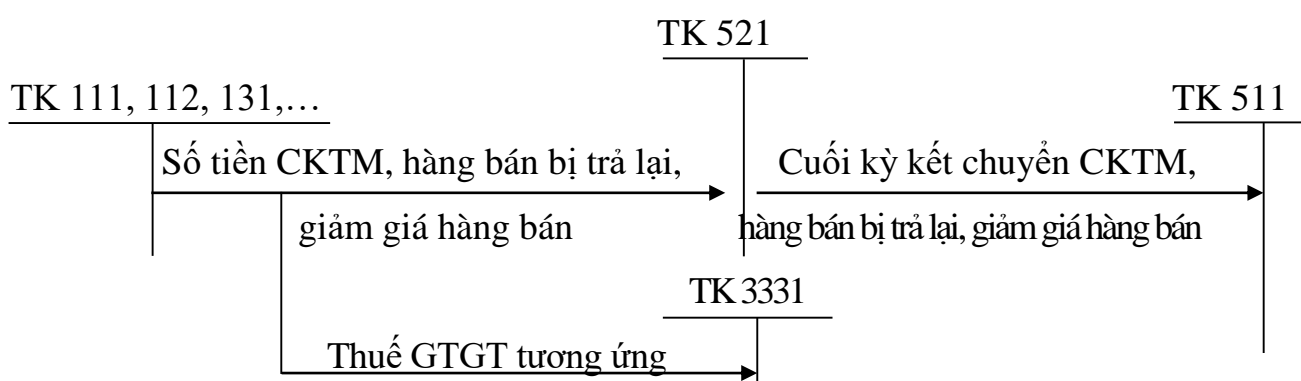 TK 521
TK 111, 112, 131,…
TK 511
Số tiền CKTM, hàng bán bị trả lại,
giảm giá hàng bán
Cuối kỳ kết chuyển CKTM,
hàng bán bị trả lại, giảm giá hàng bán
TK 3331
Thuế GTGT tương ứng